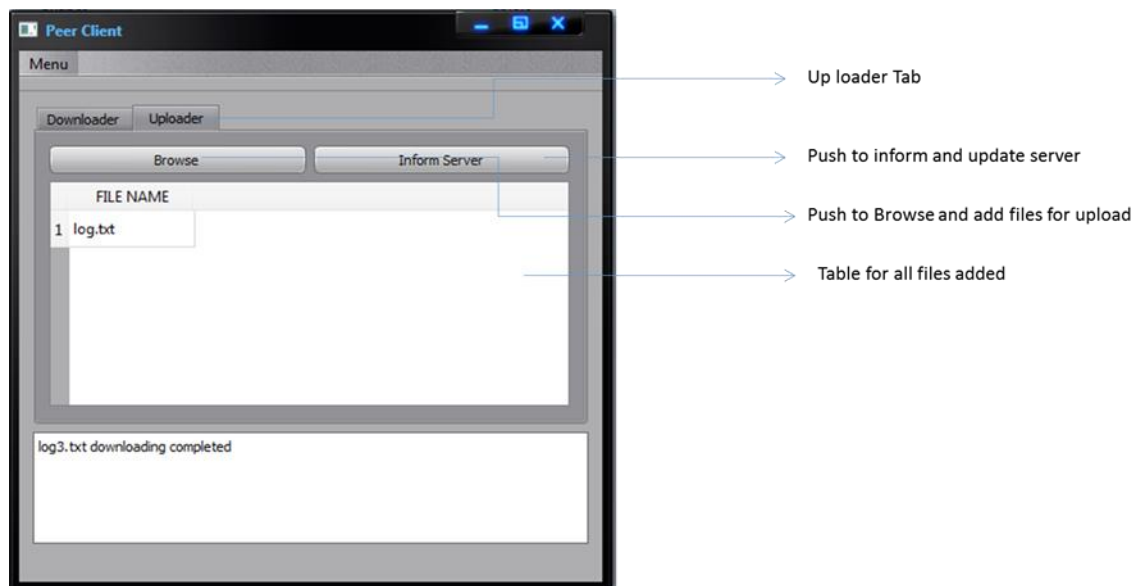 Peer Client
Menu
Up loader Tab
Downloader Uploader
Browse Inform Server
Push to inform and update server
FILE NAME
Push to Browse and add files for upload
1 log.txt
Table for all files added
log3.txt downloading completed